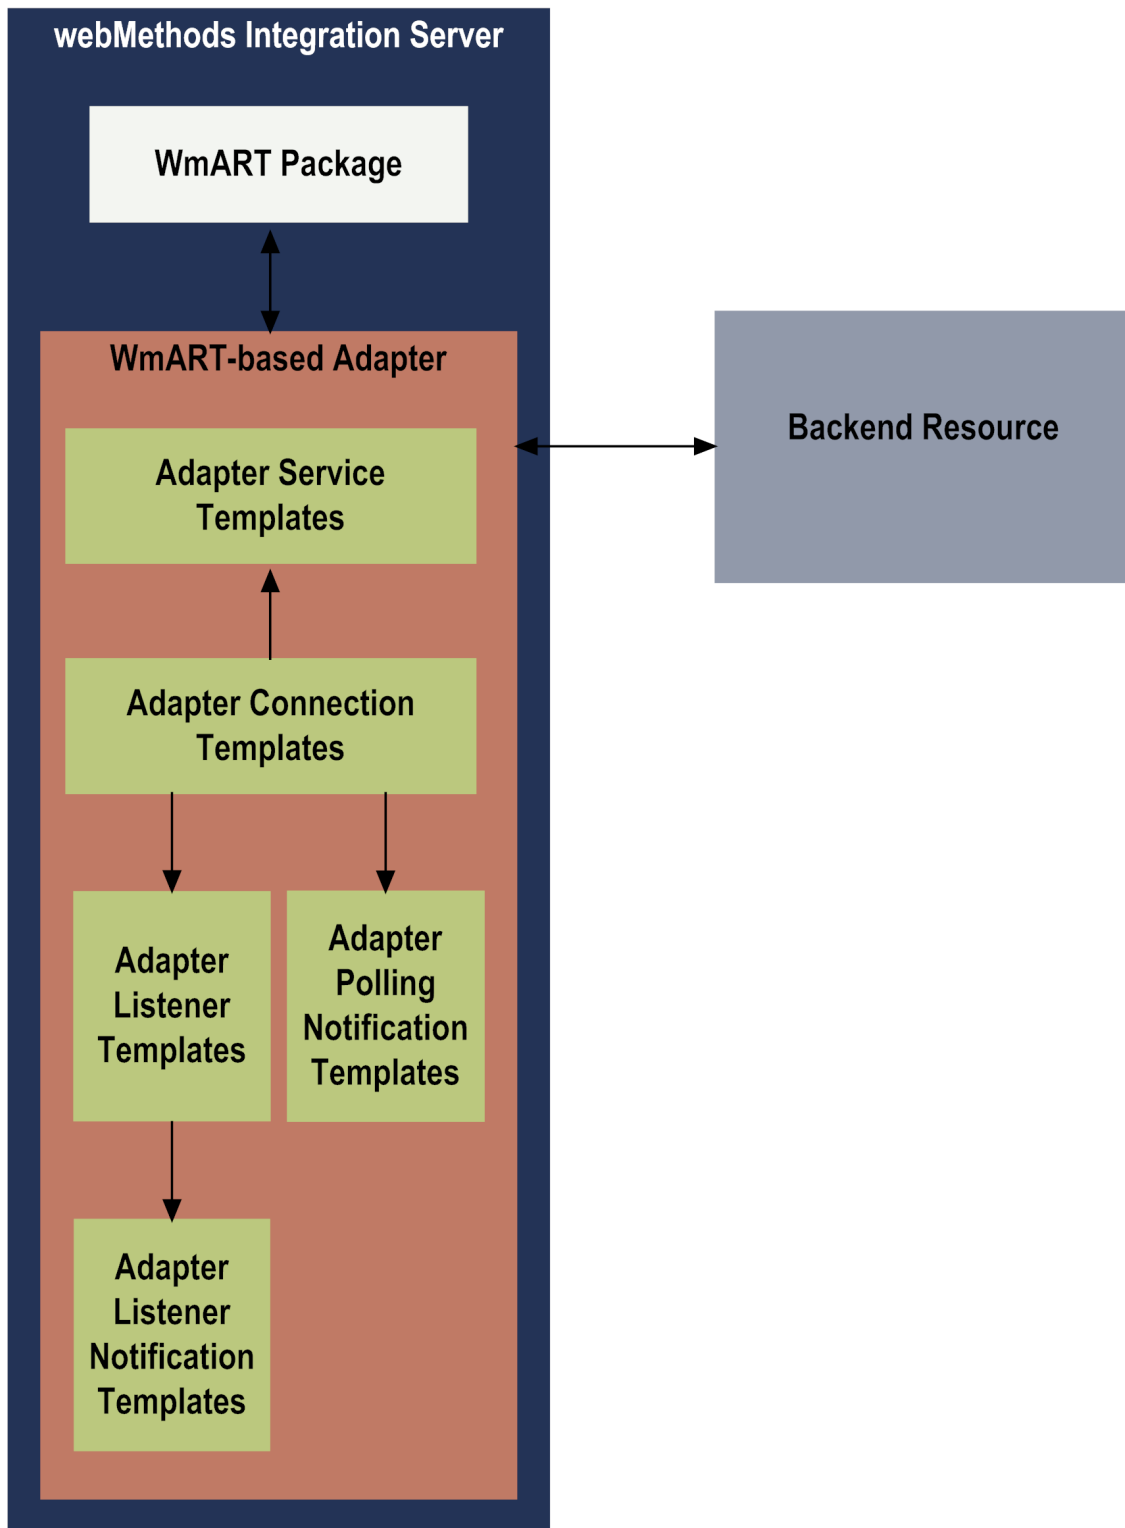 webMethods Integration Server
WmART Package
WmART-based Adapter
Adapter Service
Templates
Backend Resource
Adapter Connection
Templates
Adapter
Listener
Templates
Adapter
Polling
Notification
Templates
Adapter
Listener
Notification
Templates